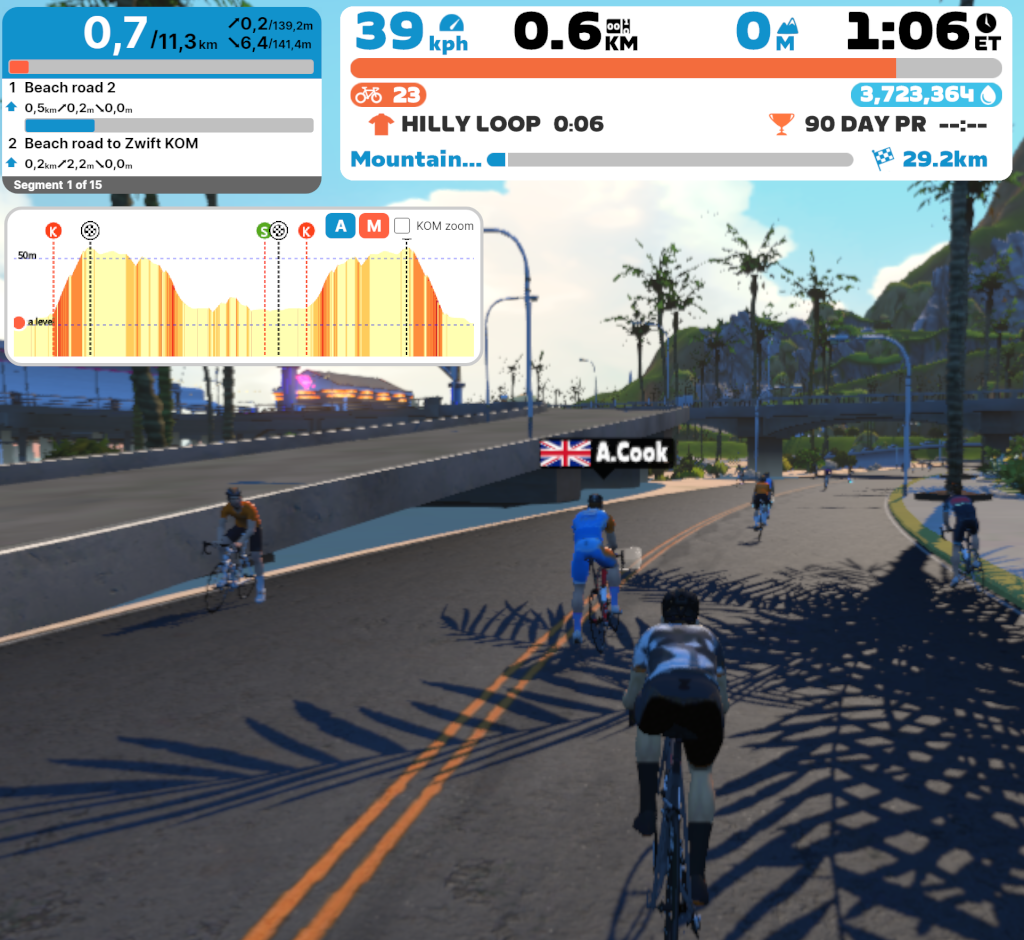 0,7/11,3km
↗0,2/139,2m
↘6,4/141,4m
1 Beach road 2
0,5km↗0,2m↘0,0m
2 Beach road to Zwift KOM
0,2km↗2,2m↘0,0m
Segment 1 of 15
39 kph 0.6 KM 0 M 1:06 ET
23 3,723,364
HILLY LOOP 0:06 90 DAY PR --:--
Mountain... 29.2km
K S K A M KOM zoom
50m
a level
A.Cook